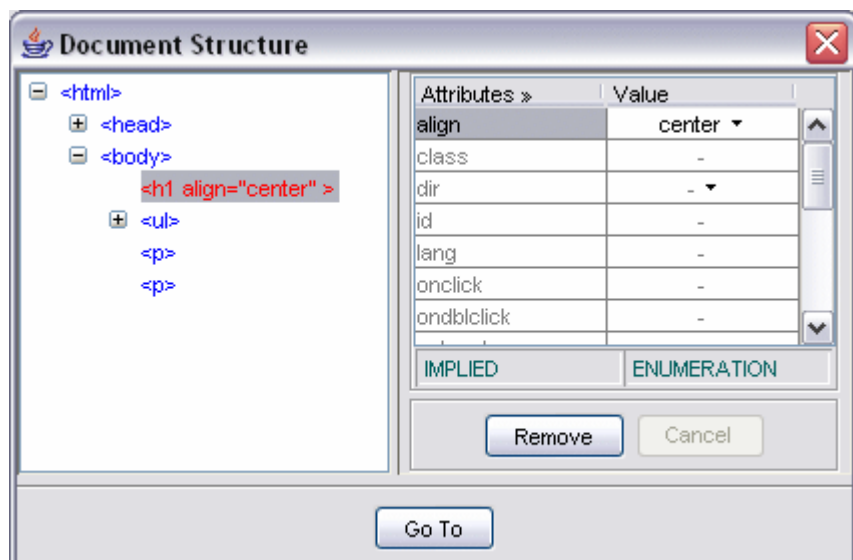 Document Structure
<html>
<head>
<body>
<h1 align="center" >
<ul>
<p>
<p>
Attributes » Value
align center
class -
dir -
id -
lang -
onclick -
ondblclick -
IMPLIED ENUMERATION
Remove Cancel
Go To